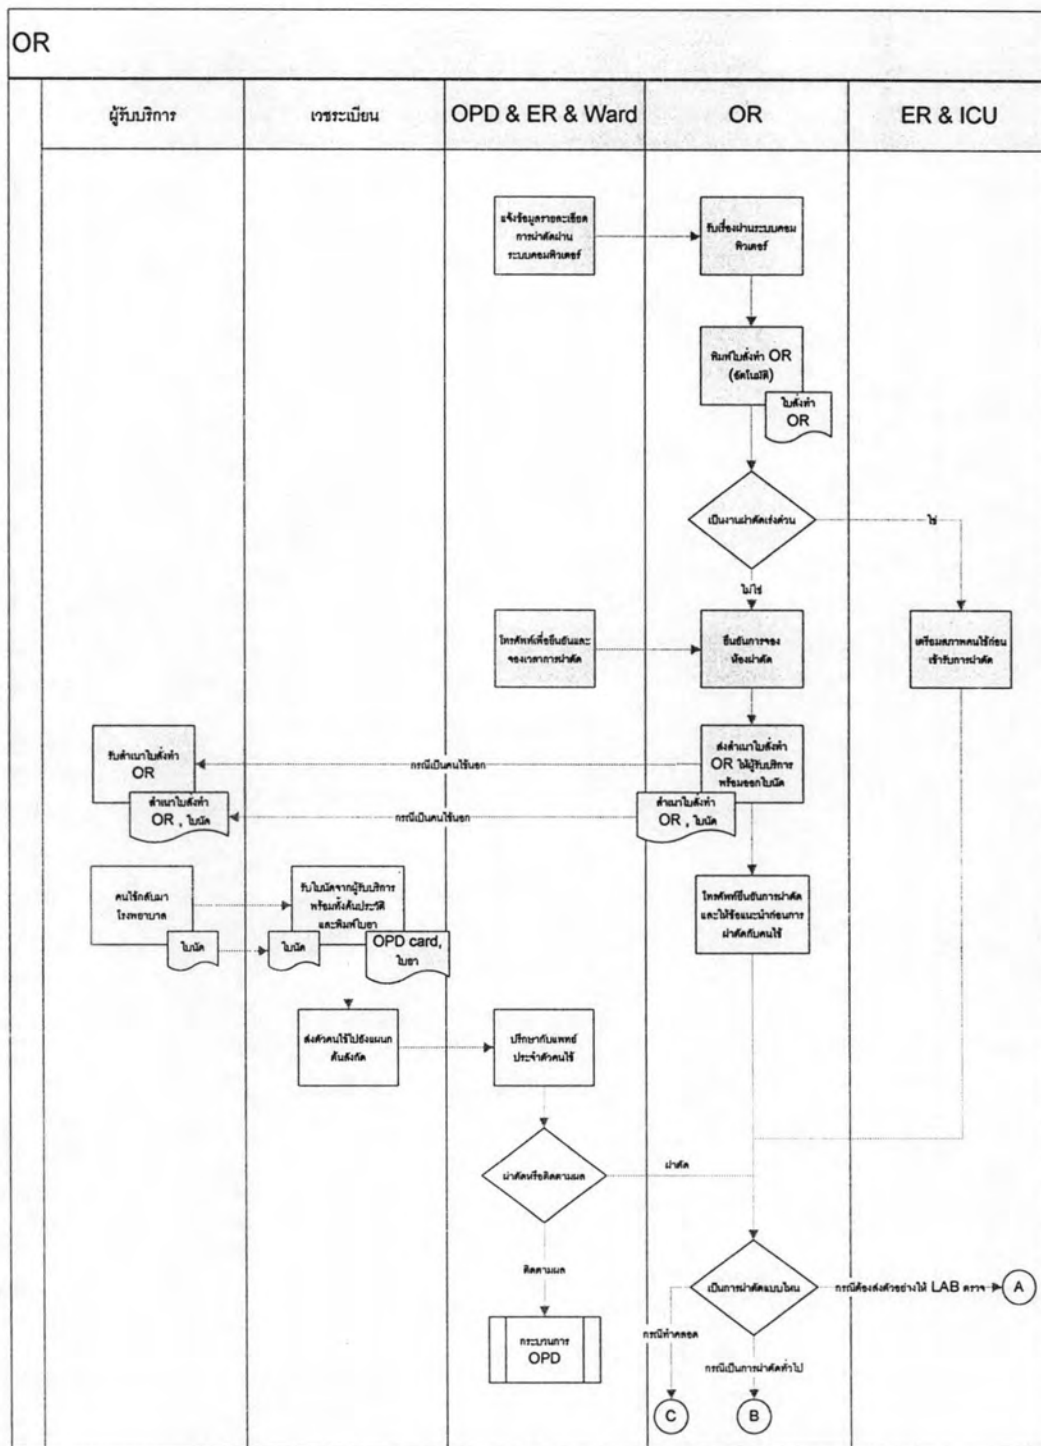 OR
ผู้รับบริการ
เวชระเบียน
OPD & ER & Ward
OR
ER & ICU
แจ้งข้อมูลรายละเอียด
การผ่าตัดผ่าน
ระบบคอมพิวเตอร์
รับเรื่องผ่านระบบคอม
พิวเตอร์
พิมพ์ใบสั่งทำ OR
(อัตโนมัติ)
ใบสั่งทำ
OR
เป็นงานผ่าตัดเร่งด่วน
ใช่
ไม่ใช่
โทรศัพท์เพื่อยืนยันและ
จองเวลาการผ่าตัด
ยืนยันการจอง
ห้องผ่าตัด
เตรียมสภาพคนไข้ก่อน
เข้ารับการผ่าตัด
รับสำเนาใบสั่งทำ
OR
กรณีเป็นคนไข้นอก
ส่งสำเนาใบสั่งทำ
OR ให้ผู้รับบริการ
พร้อมออกใบนัด
สำเนาใบสั่งทำ
OR , ใบนัด
กรณีเป็นคนไข้นอก
สำเนาใบสั่งทำ
OR , ใบนัด
คนไข้กลับมา
โรงพยาบาล
ใบนัด
รับใบนัดจากผู้รับบริการ
พร้อมทั้งค้นประวัติ
และพิมพ์ใบยา
ใบนัด
OPD card,
ใบยา
โทรศัพท์ยืนยันการผ่าตัด
และให้ข้อแนะนำก่อนการ
ผ่าตัดกับคนไข้
ส่งตัวคนไข้ไปยังแผนก
ต้นสังกัด
ปรึกษากับแพทย์
ประจำตัวคนไข้
ผ่าตัดหรือติดตามผล
ผ่าตัด
ติดตามผล
กระบวนการ
OPD
เป็นการผ่าตัดแบบไหน
กรณีต้องส่งตัวอย่างให้ LAB ตรวจ
A
กรณีทำคลอด
กรณีเป็นการผ่าตัดทั่วไป
C
B